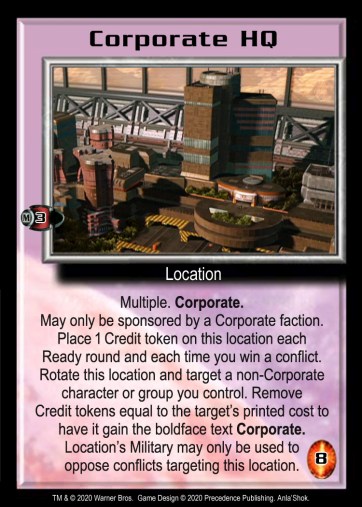 Corporate HQ
M 3
Location
Multiple. Corporate.
May only be sponsored by a Corporate faction.
Place 1 Credit token on this location each
Ready round and each time you win a conflict.
Rotate this location and target a non-Corporate
character or group you control. Remove
Credit tokens equal to the target's printed cost to
have it gain the boldface text Corporate.
Location's Military may only be used to
oppose conflicts targeting this location.
8
TM & © 2020 Warner Bros. Game Design © 2020 Precedence Publishing. Anla'Shok.